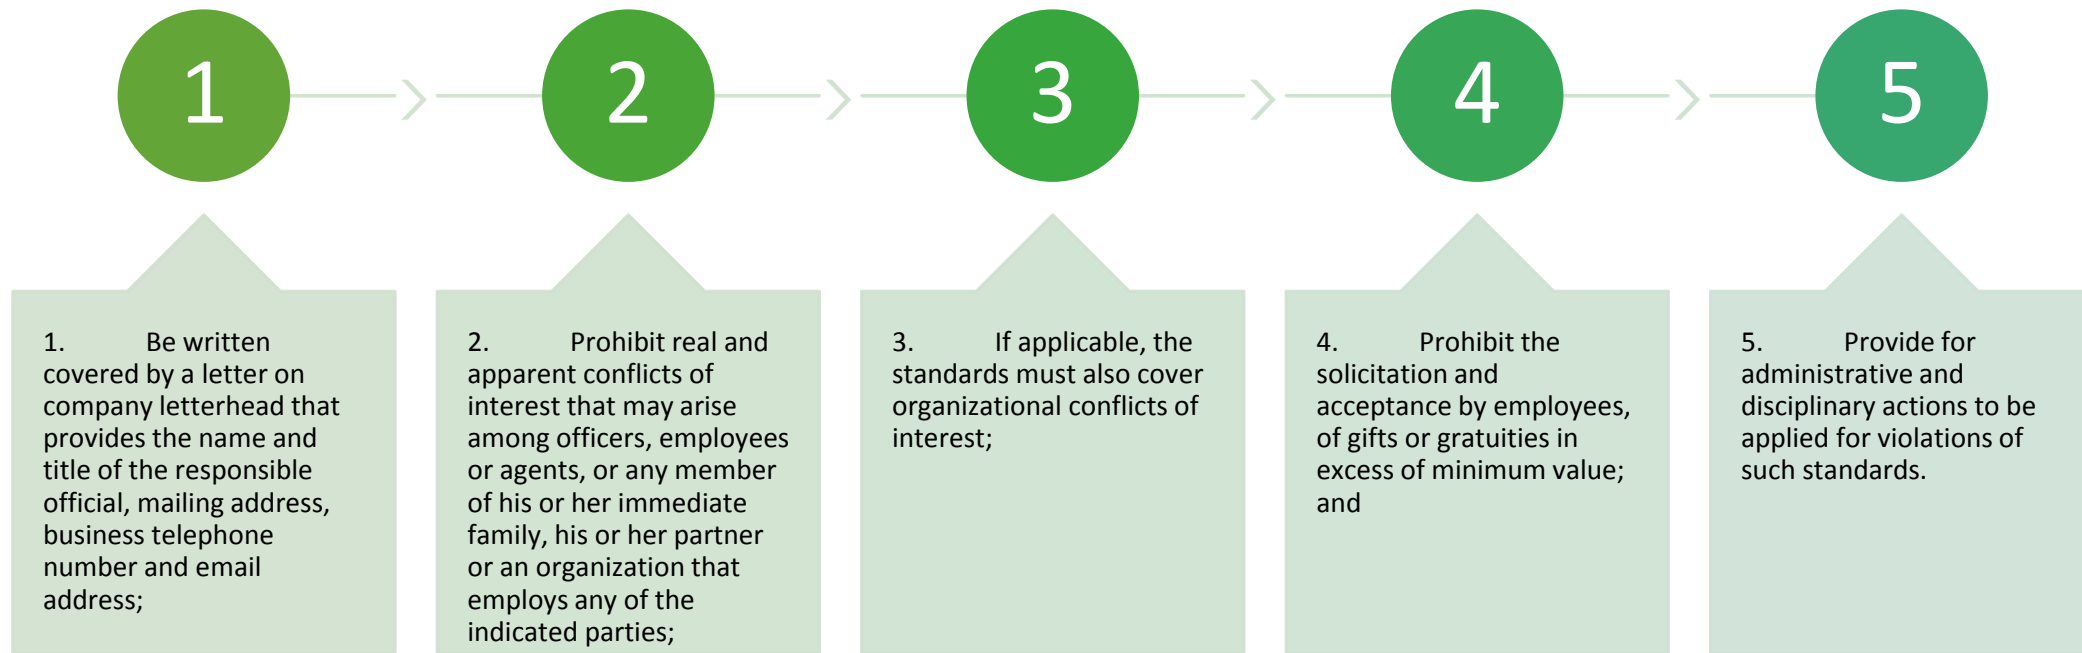 1
2
3
4
5
1. Be written
covered by a letter on
company letterhead that
provides the name and
title of the responsible
official, mailing address,
business telephone
number and email
address;
2. Prohibit real and
apparent conflicts of
interest that may arise
among officers, employees
or agents, or any member
of his or her immediate
family, his or her partner
or an organization that
employs any of the
indicated parties;
3. If applicable, the
standards must also cover
organizational conflicts of
interest;
4. Prohibit the
solicitation and
acceptance by employees,
of gifts or gratuities in
excess of minimum value;
and
5. Provide for
administrative and
disciplinary actions to be
applied for violations of
such standards.